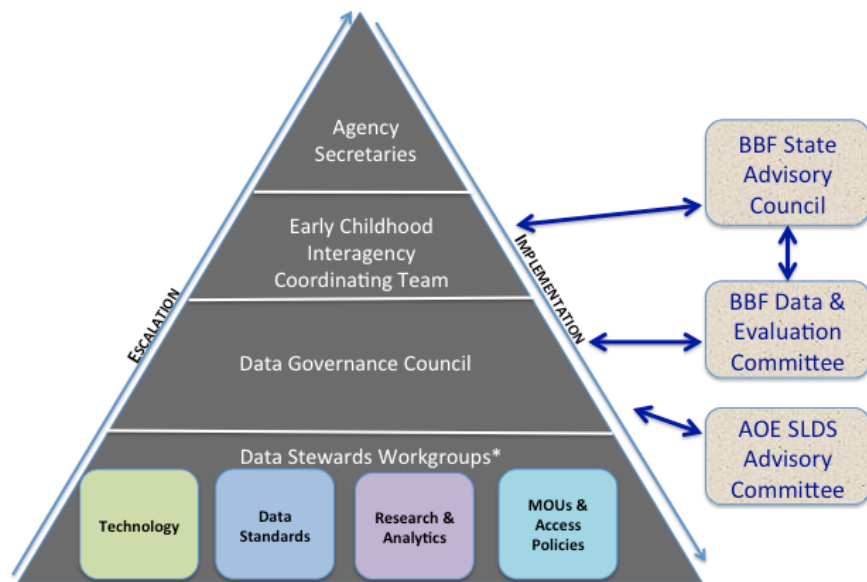 Agency
Secretaries
Early Childhood
Interagency
Coordinating Team
Data Governance Council
Data Stewards Workgroups*
Technology
Data
Standards
Research &
Analytics
MOUs &
Access
Policies
ESCALATION
IMPLEMENTATION
BBF State
Advisory
Council
BBF Data &
Evaluation
Committee
AOE SLDS
Advisory
Committee